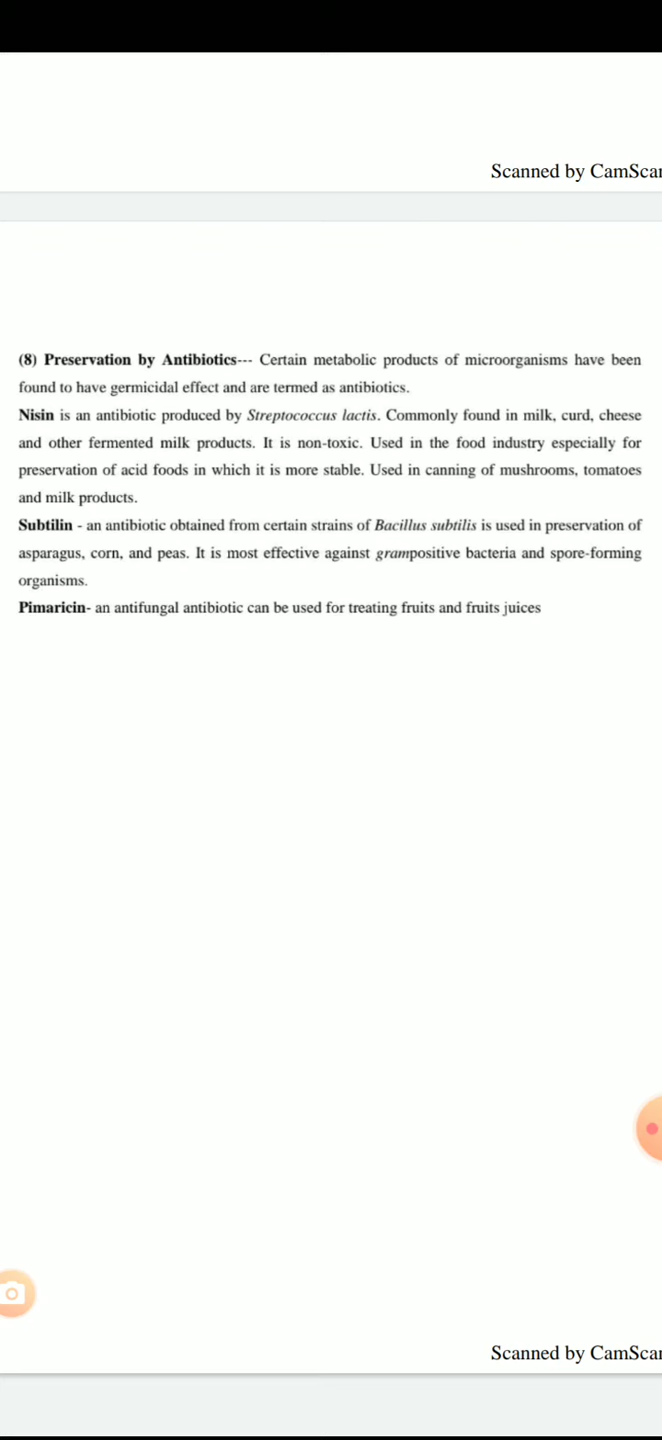 Scanned by CamScan
(8) Preservation by Antibiotics--- Certain metabolic products of microorganisms have been
found to have germicidal effect and are termed as antibiotics.
Nisin is an antibiotic produced by Streptococcus lactis. Commonly found in milk, curd, cheese
and other fermented milk products. It is non-toxic. Used in the food industry especially for
preservation of acid foods in which it is more stable. Used in canning of mushrooms, tomatoes
and milk products.
Subtilin - an antibiotic obtained from certain strains of Bacillus subtilis is used in preservation of
asparagus, corn, and peas. It is most effective against grampositive bacteria and spore-forming
organisms.
Pimaricin- an antifungal antibiotic can be used for treating fruits and fruits juices
Scanned by CamScan